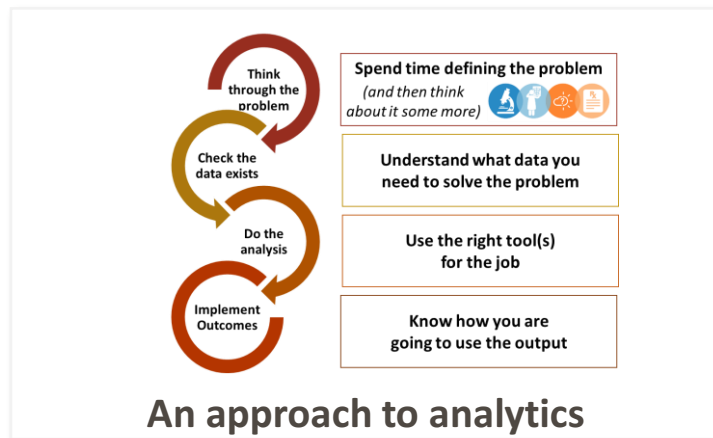 Think
through the
problem
Spend time defining the problem
(and then think
about it some more)
Check the
data exists
Understand what data you
need to solve the problem
Do the
analysis
Use the right tool(s)
for the job
Implement
Outcomes
Know how you are
going to use the output
An approach to analytics